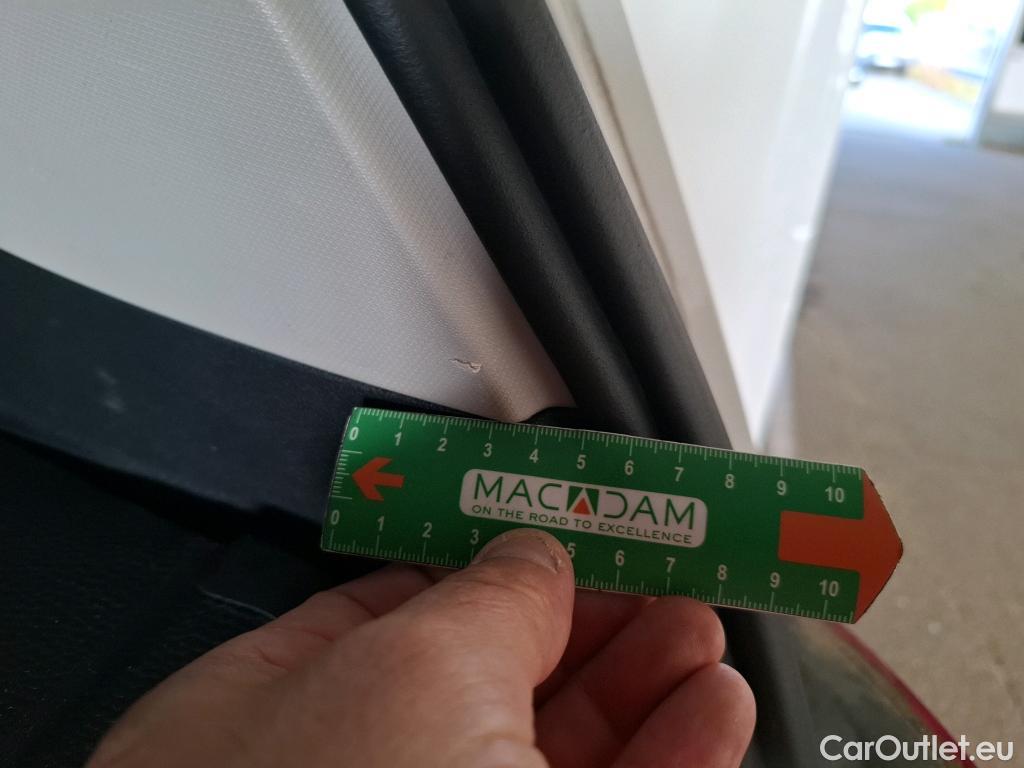 0 1 2 3 4 5 6 7 8 9 10
MACADAM
ON THE ROAD TO EXCELLENCE
0 1 2 3 5 6 7 8 9 10
CarOutlet.eu